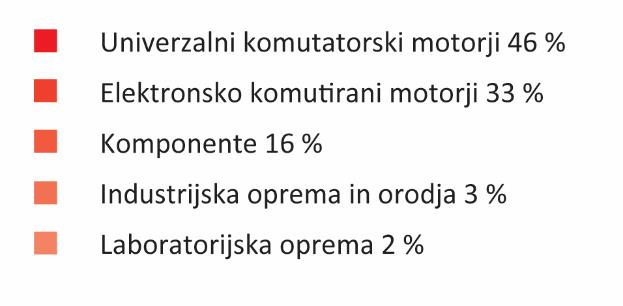 Univerzalni komutatorski motorji 46 %
Elektronsko komutirani motorji 33 %
Komponente 16 %
Industrijska oprema in orodja 3 %
Laboratorijska oprema 2 %